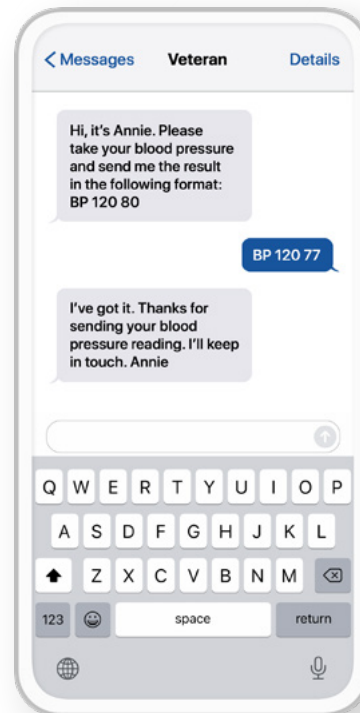 Messages Veteran Details
Hi, it's Annie. Please
take your blood pressure
and send me the result
in the following format:
BP 120 80
BP 120 77
I've got it. Thanks for
sending your blood
pressure reading. I'll keep
in touch. Annie
Q W E R T Y U I O P
A S D F G H J K L
Z X C V B N M
123 space return